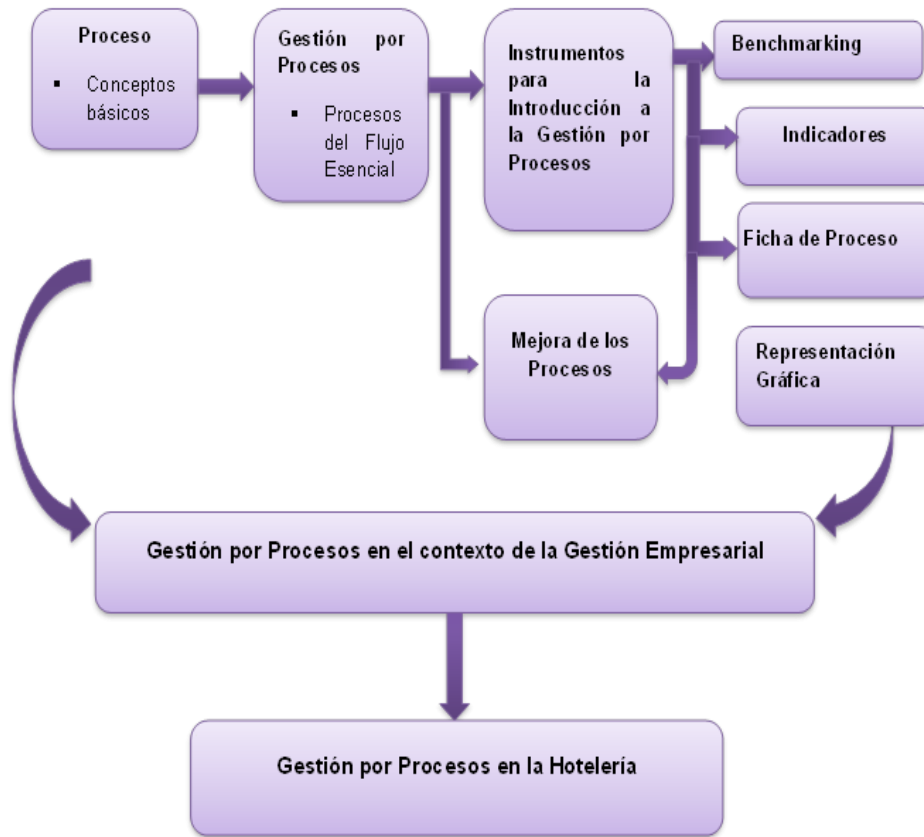 Proceso
▪ Conceptos
básicos
Gestión por
Procesos
▪ Procesos
del Flujo
Esencial
Instrumentos
para la
Introducción a
la Gestión por
Procesos
Benchmarking
Indicadores
Ficha de Proceso
Mejora de los
Procesos
Representación
Gráfica
Gestión por Procesos en el contexto de la Gestión Empresarial
Gestión por Procesos en la Hotelería